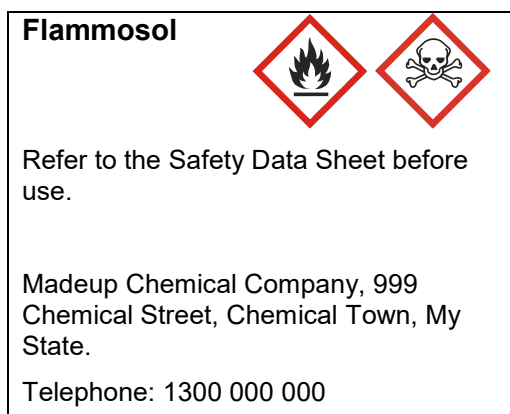 Flammosol
Refer to the Safety Data Sheet before
use.
Madeup Chemical Company, 999
Chemical Street, Chemical Town, My
State.
Telephone: 1300 000 000